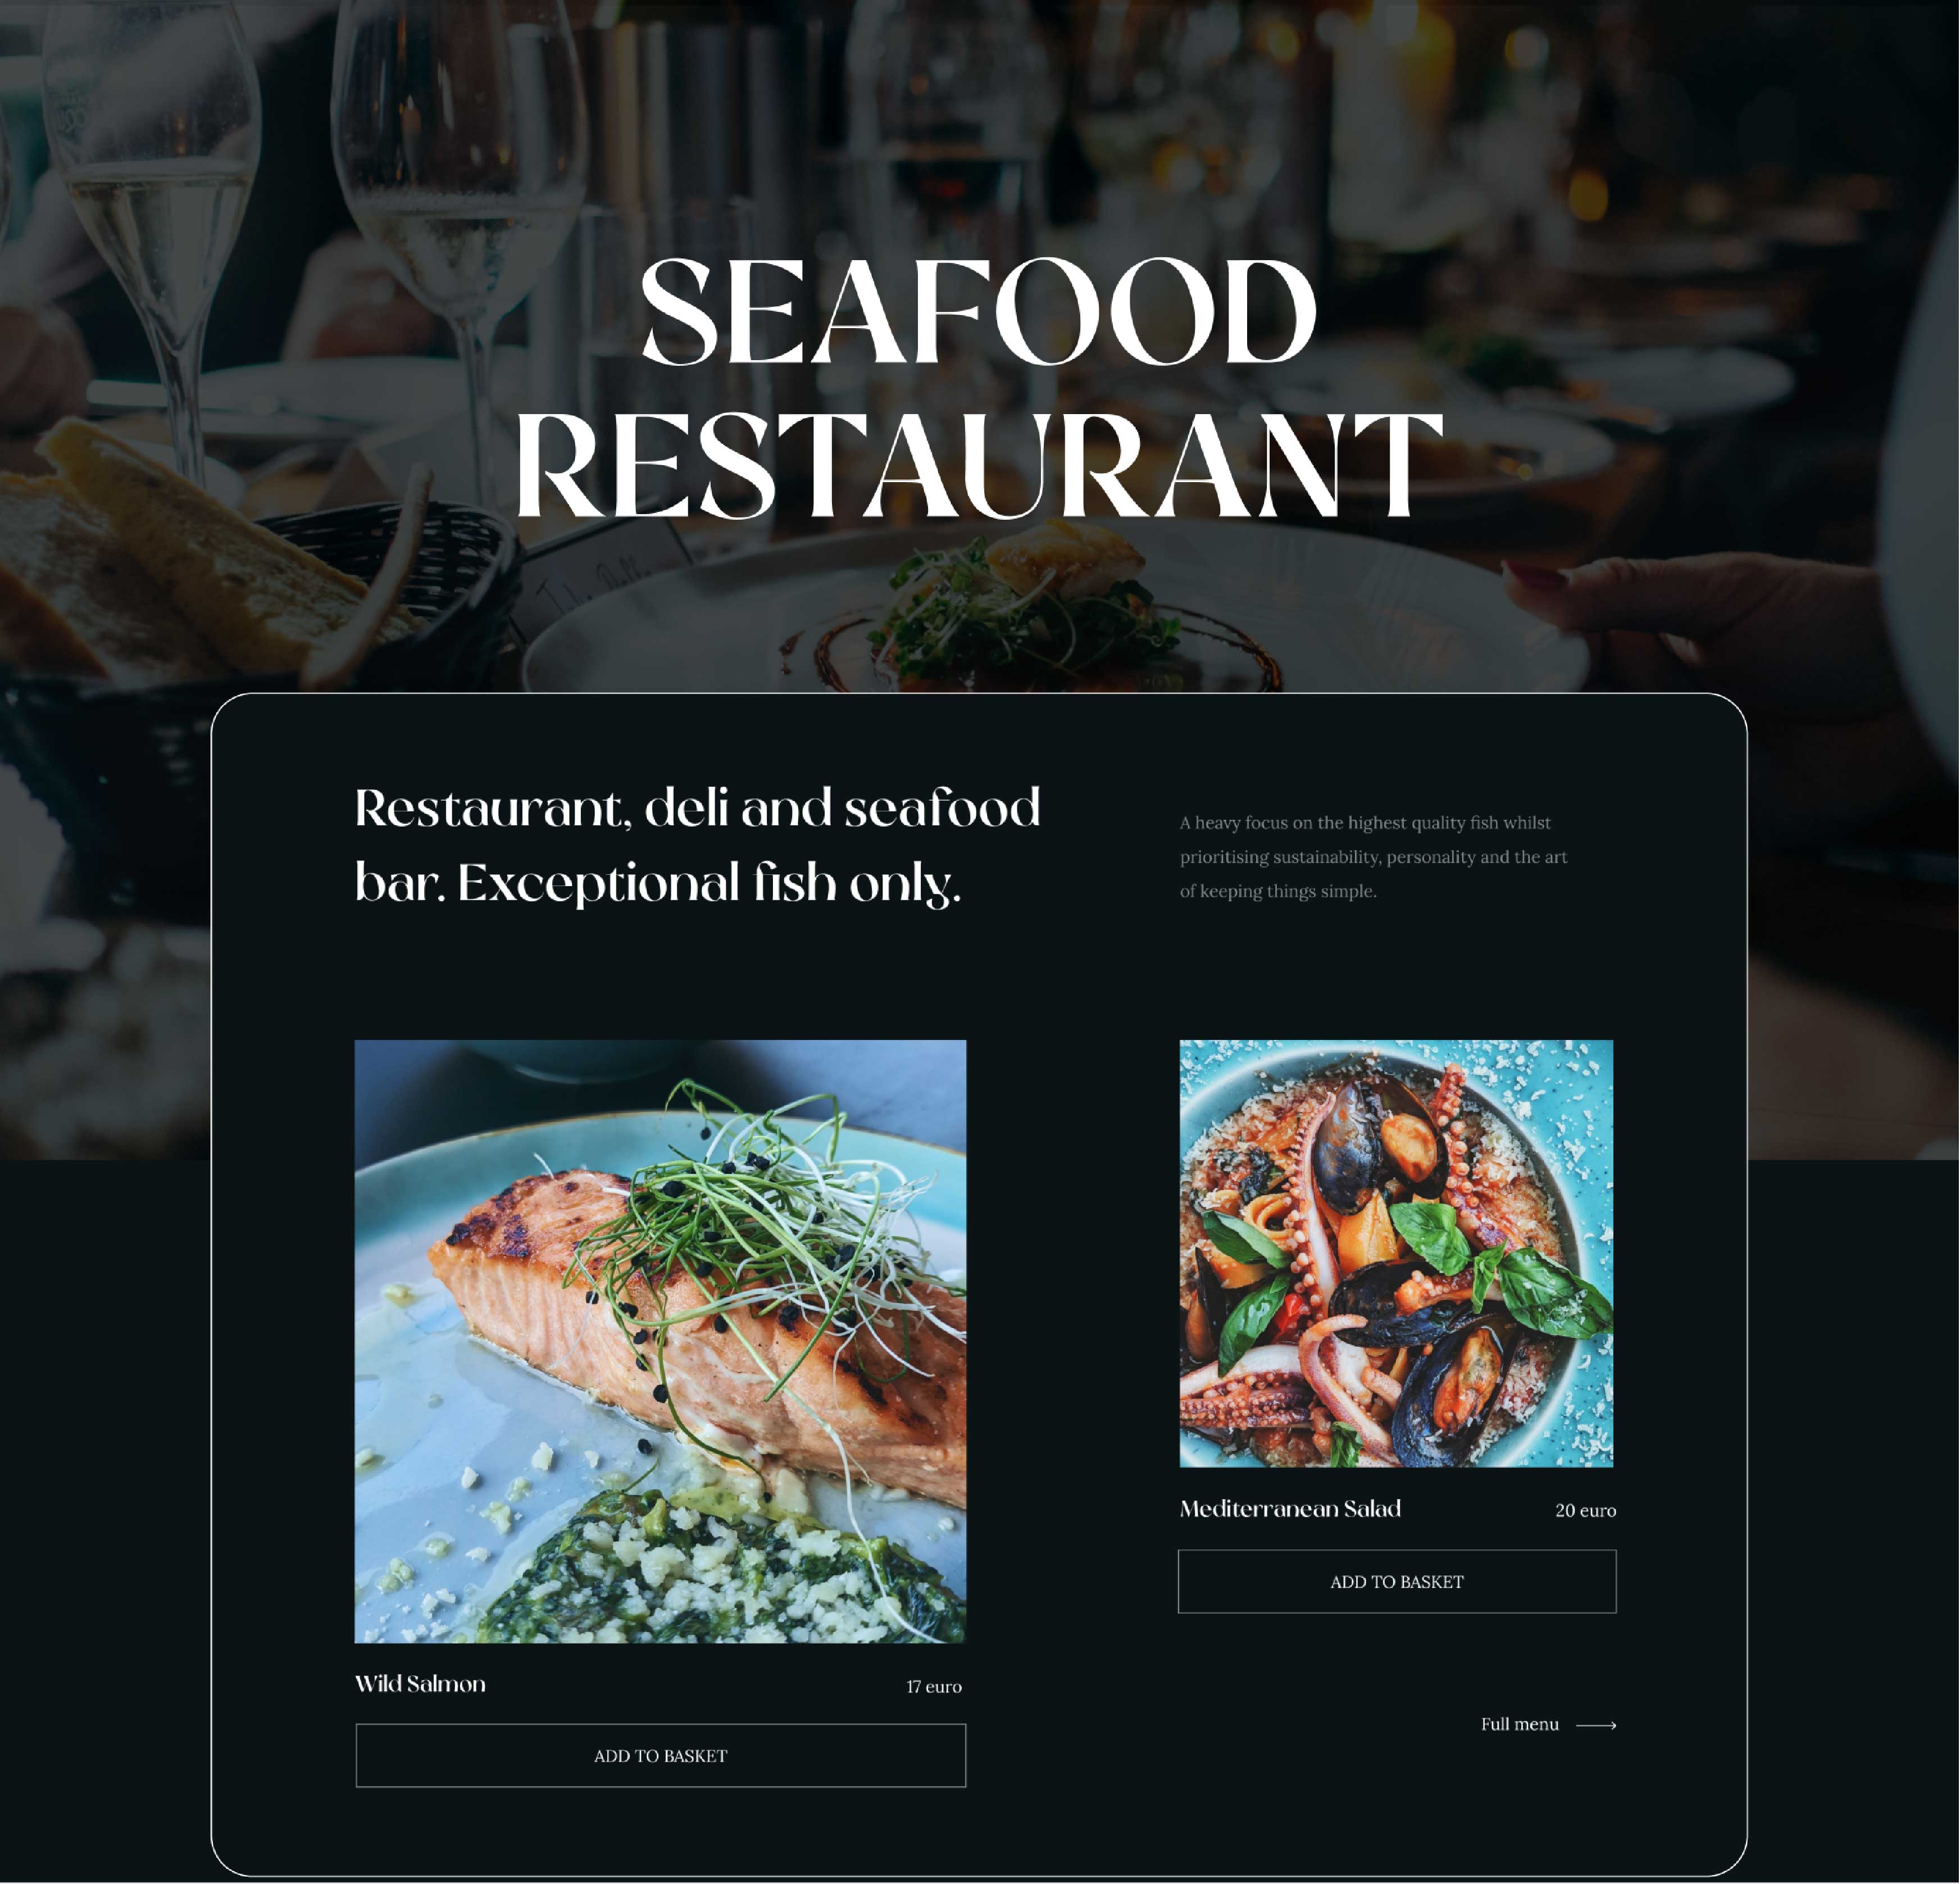 SEAFOOD
RESTAURANT
Restaurant, deli and seafood
bar. Exceptional fish only.
A heavy focus on the highest quality fish whilst
prioritising sustainability, personality and the art
of keeping things simple.
Mediterranean Salad
20 euro
ADD TO BASKET
Wild Salmon
17 euro
ADD TO BASKET
Full menu